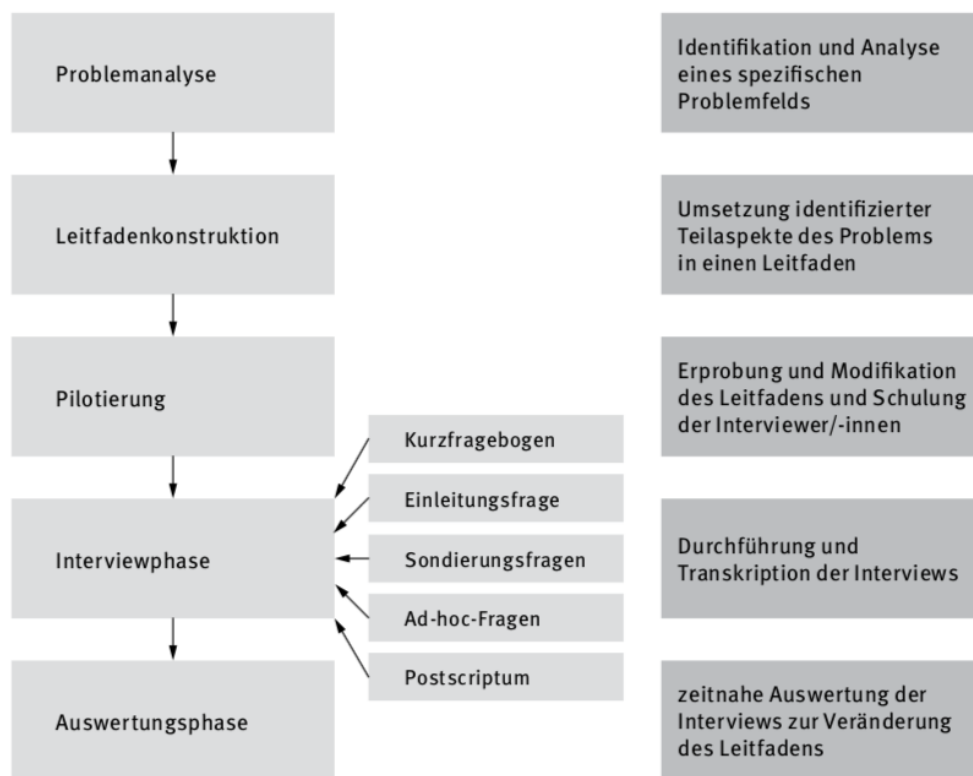 Problemanalyse
Identifikation und Analyse
eines spezifischen
Problemfelds
Leitfadenkonstruktion
Umsetzung identifizierter
Teilaspekte des Problems
in einen Leitfaden
Pilotierung
Erprobung und Modifikation
des Leitfadens und Schulung
der Interviewer/-innen
Interviewphase
Kurzfragebogen
Einleitungsfrage
Sondierungsfragen
Ad-hoc-Fragen
Postscriptum
Durchführung und
Transkription der Interviews
Auswertungsphase
zeitnahe Auswertung der
Interviews zur Veränderung
des Leitfadens